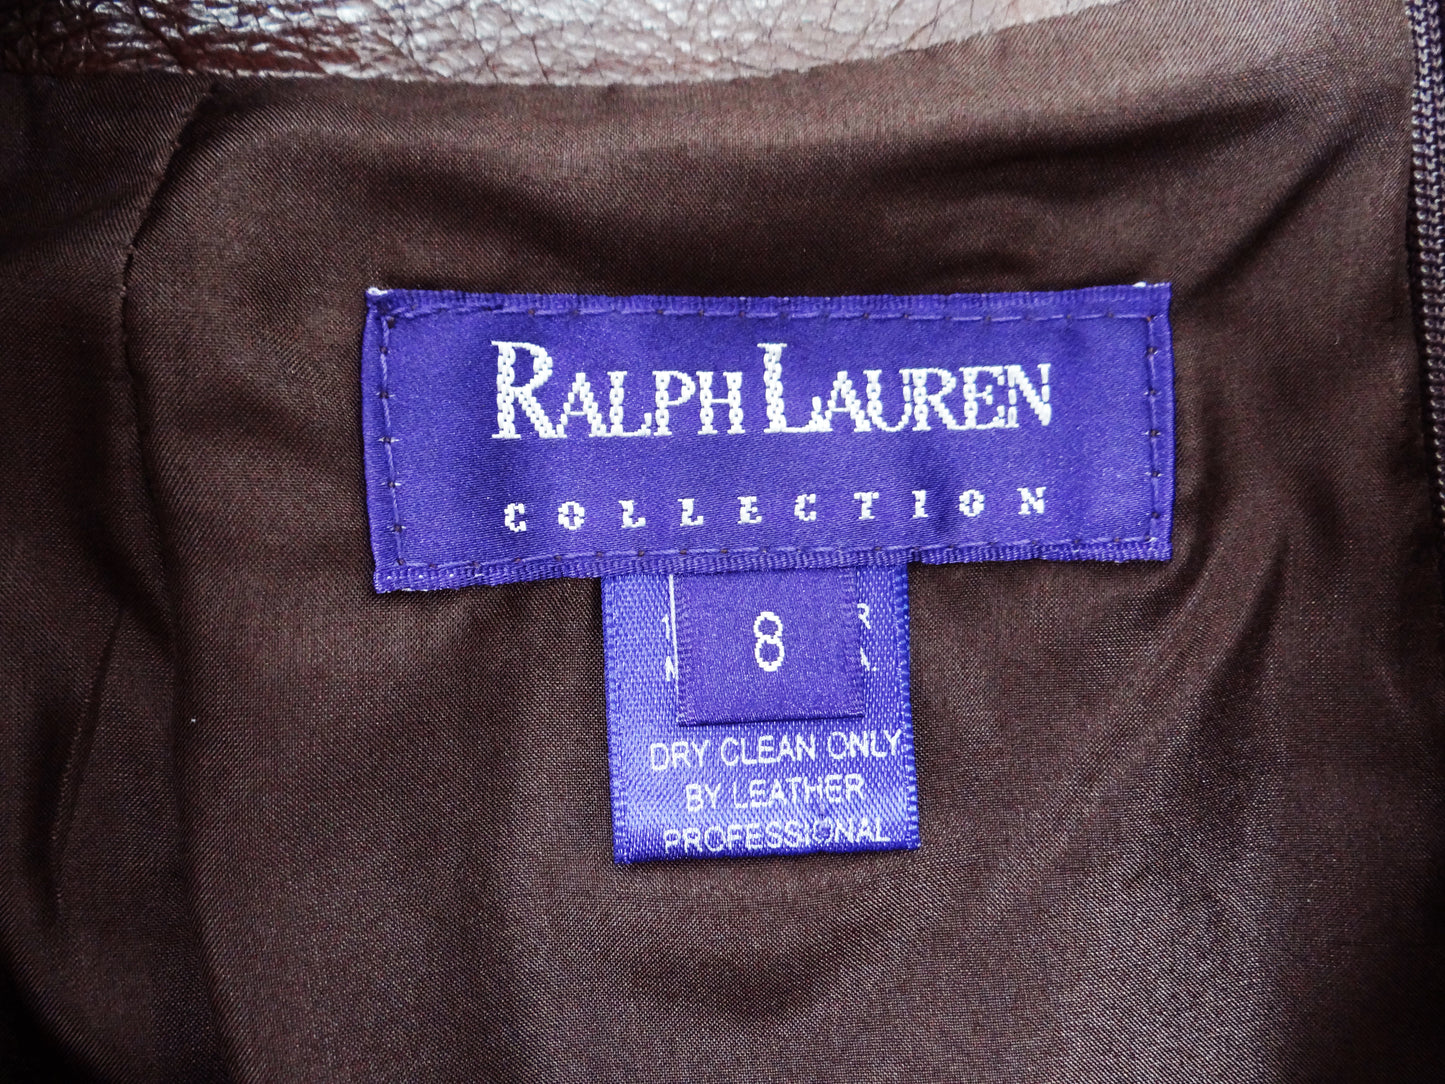 RALPH LAUREN
COLLECTION
8
DRY CLEAN ONLY
BY LEATHER
PROFESSIONAL